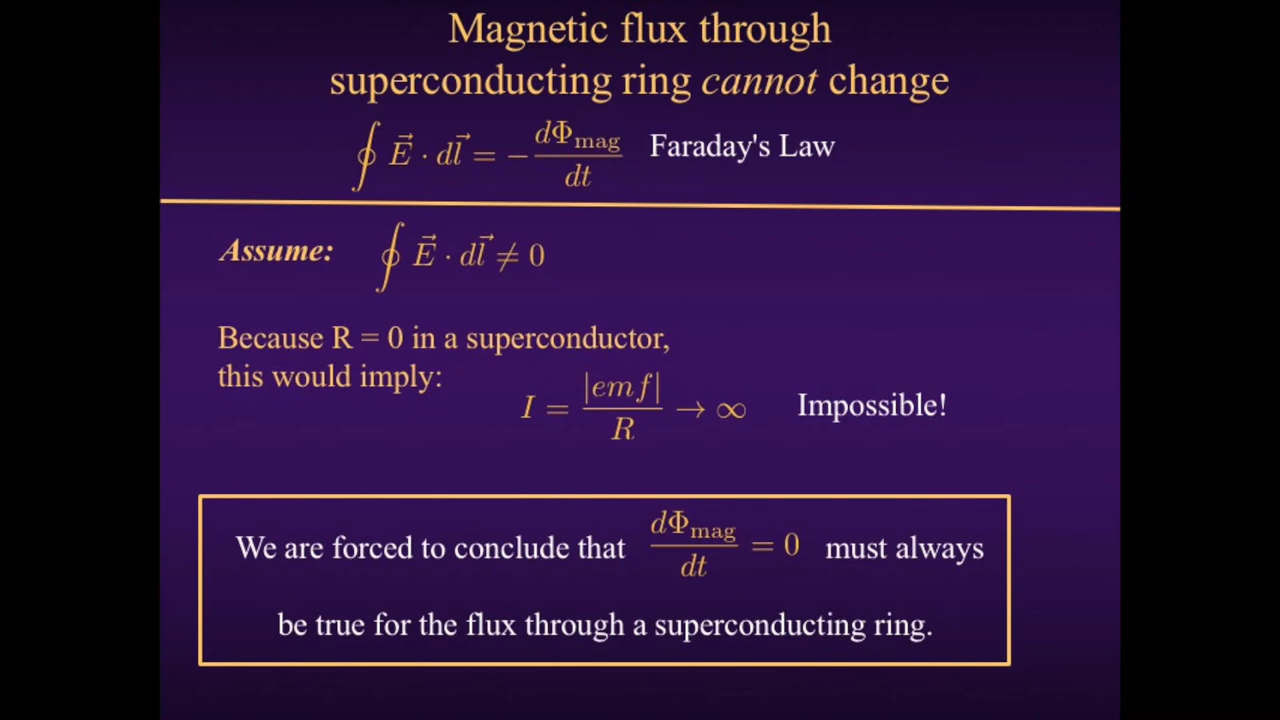 Magnetic flux through
superconducting ring cannot change
∮ E⃗ · dl⃗ = − dΦ_mag / dt Faraday's Law
Assume: ∮ E⃗ · dl⃗ ≠ 0
Because R = 0 in a superconductor,
this would imply:
I = |emf| / R → ∞ Impossible!
We are forced to conclude that dΦ_mag / dt = 0 must always
be true for the flux through a superconducting ring.